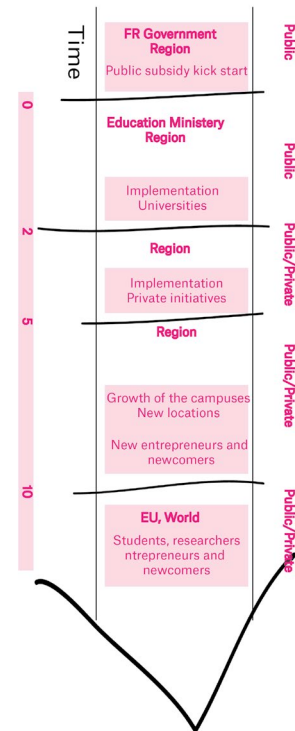 Time
FR Government
Region
Public subsidy kick start
Public
0
Education Ministery
Region
Public
Implementation
Universities
2
Region
Public/Private
Implementation
Private initiatives
5
Region
Public/Private
Growth of the campuses
New locations
New entrepreneurs and
newcomers
10
EU, World
Public/Private
Students, researchers
ntrepreneurs and
newcomers